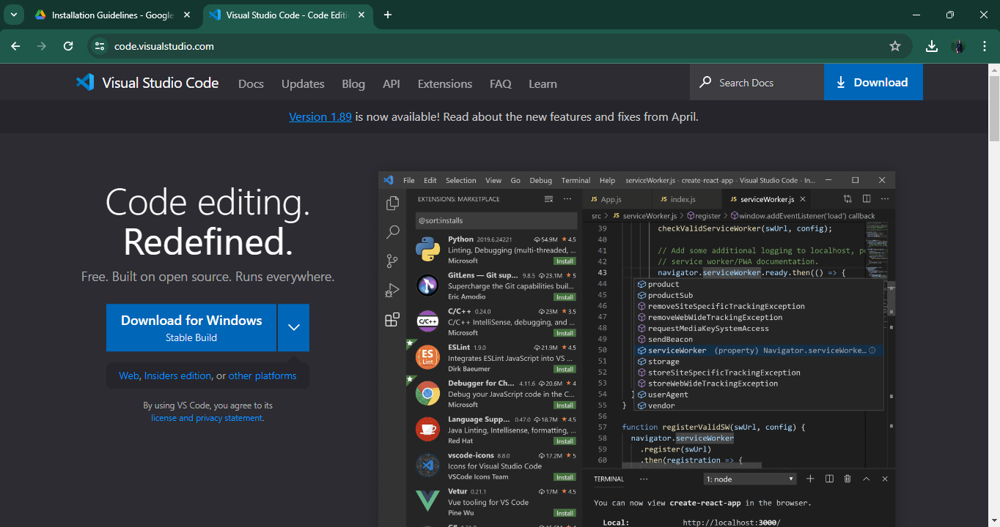 Installation Guidelines - Google
Visual Studio Code - Code Editi
code.visualstudio.com
Visual Studio Code
Docs
Updates
Blog
API
Extensions
FAQ
Learn
Search Docs
Download
Version 1.89 is now available! Read about the new features and fixes from April.
Code editing.
Redefined.
Free. Built on open source. Runs everywhere.
Download for Windows
Stable Build
Web, Insiders edition, or other platforms
By using VS Code, you agree to its
license and privacy statement.
File Edit Selection View Go Debug Terminal Help serviceWorker.js - create-react-app - Visual Studio Code - In...
EXTENSIONS: MARKETPLACE
@sort:installs
Python 2019.6.24221 54.9M 4.5
Linting, Debugging (multi-threaded, ...
Microsoft Install
GitLens — Git sup... 9.8.5 23.1M 5
Supercharge the Git capabilities buil...
Eric Amodio Install
C/C++ 0.24.0 23M 3.5
C/C++ IntelliSense, debugging, and ...
Microsoft Install
ESLint 1.9.0 21.9M 4.5
Integrates ESLint JavaScript into VS ...
Dirk Baeumer Install
Debugger for Ch... 4.11.6 20.6M 4
Debug your JavaScript code in the C...
Microsoft Install
Language Supp... 0.47.0 18.7M 4.5
Java Linting, Intellisense, formatting, ...
Red Hat Install
vscode-icons 8.8.0 17.2M 5
Icons for Visual Studio Code
VSCode Icons Team Install
Vetur 0.21.1 17M 4.5
Vue tooling for VS Code
Pine Wu Install
C/C++
ES
Lint
JS App.js
JS index.js
JS serviceWorker.js
src > JS serviceWorker.js > register > window.addEventListener('load') callback
39 checkValidServiceWorker(swUrl, config);
40
41 // Add some additional logging to localhost, p
42 // service worker/PWA documentation.
43 navigator.serviceWorker.ready.then(() => {
44 product
45 productSub
46 removeSiteSpecificTrackingException
47 removeWebWideTrackingException
48 requestMediaKeySystemAccess
49 sendBeacon
50 serviceWorker (property) Navigator.serviceWorke...
51 storage
52 storeSiteSpecificTrackingException
53 storeWebWideTrackingException
54 userAgent
55 } vendor
56
57 function registerValidSW(swUrl, config) {
58 navigator.serviceWorker
59 .register(swUrl)
60 .then(registration => {
TERMINAL ... 1: node
You can now view create-react-app in the browser.
Local: http://localhost:3000/